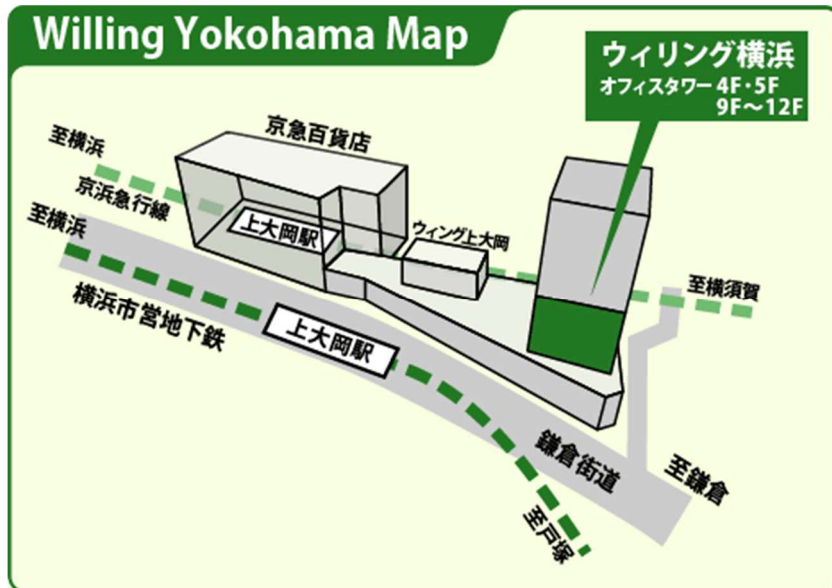 Willing Yokohama Map
ウィリング横浜
オフィスタワー 4F・5F
9F〜12F
京急百貨店
至横浜
京浜急行線
上大岡駅
ウィング上大岡
至横浜
至横須賀
横浜市営地下鉄
上大岡駅
鎌倉街道
至鎌倉
至戸塚